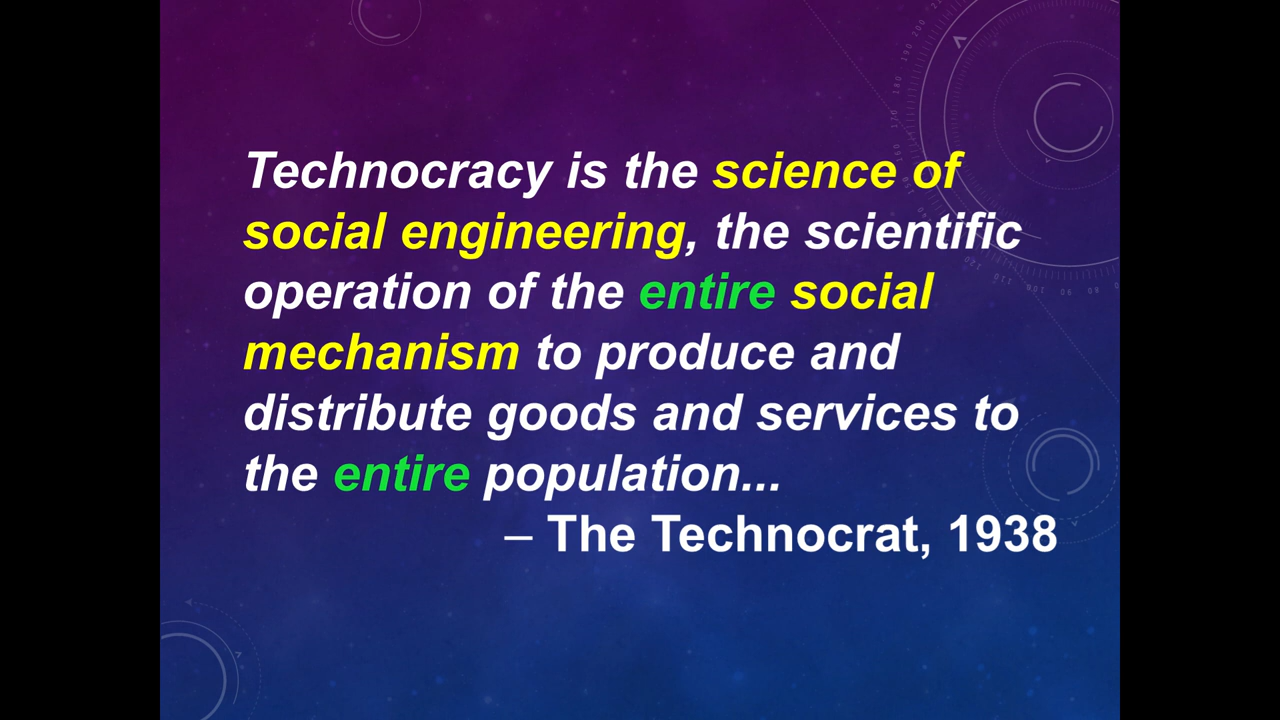 Technocracy is the science of
social engineering, the scientific
operation of the entire social
mechanism to produce and
distribute goods and services to
the entire population...
– The Technocrat, 1938